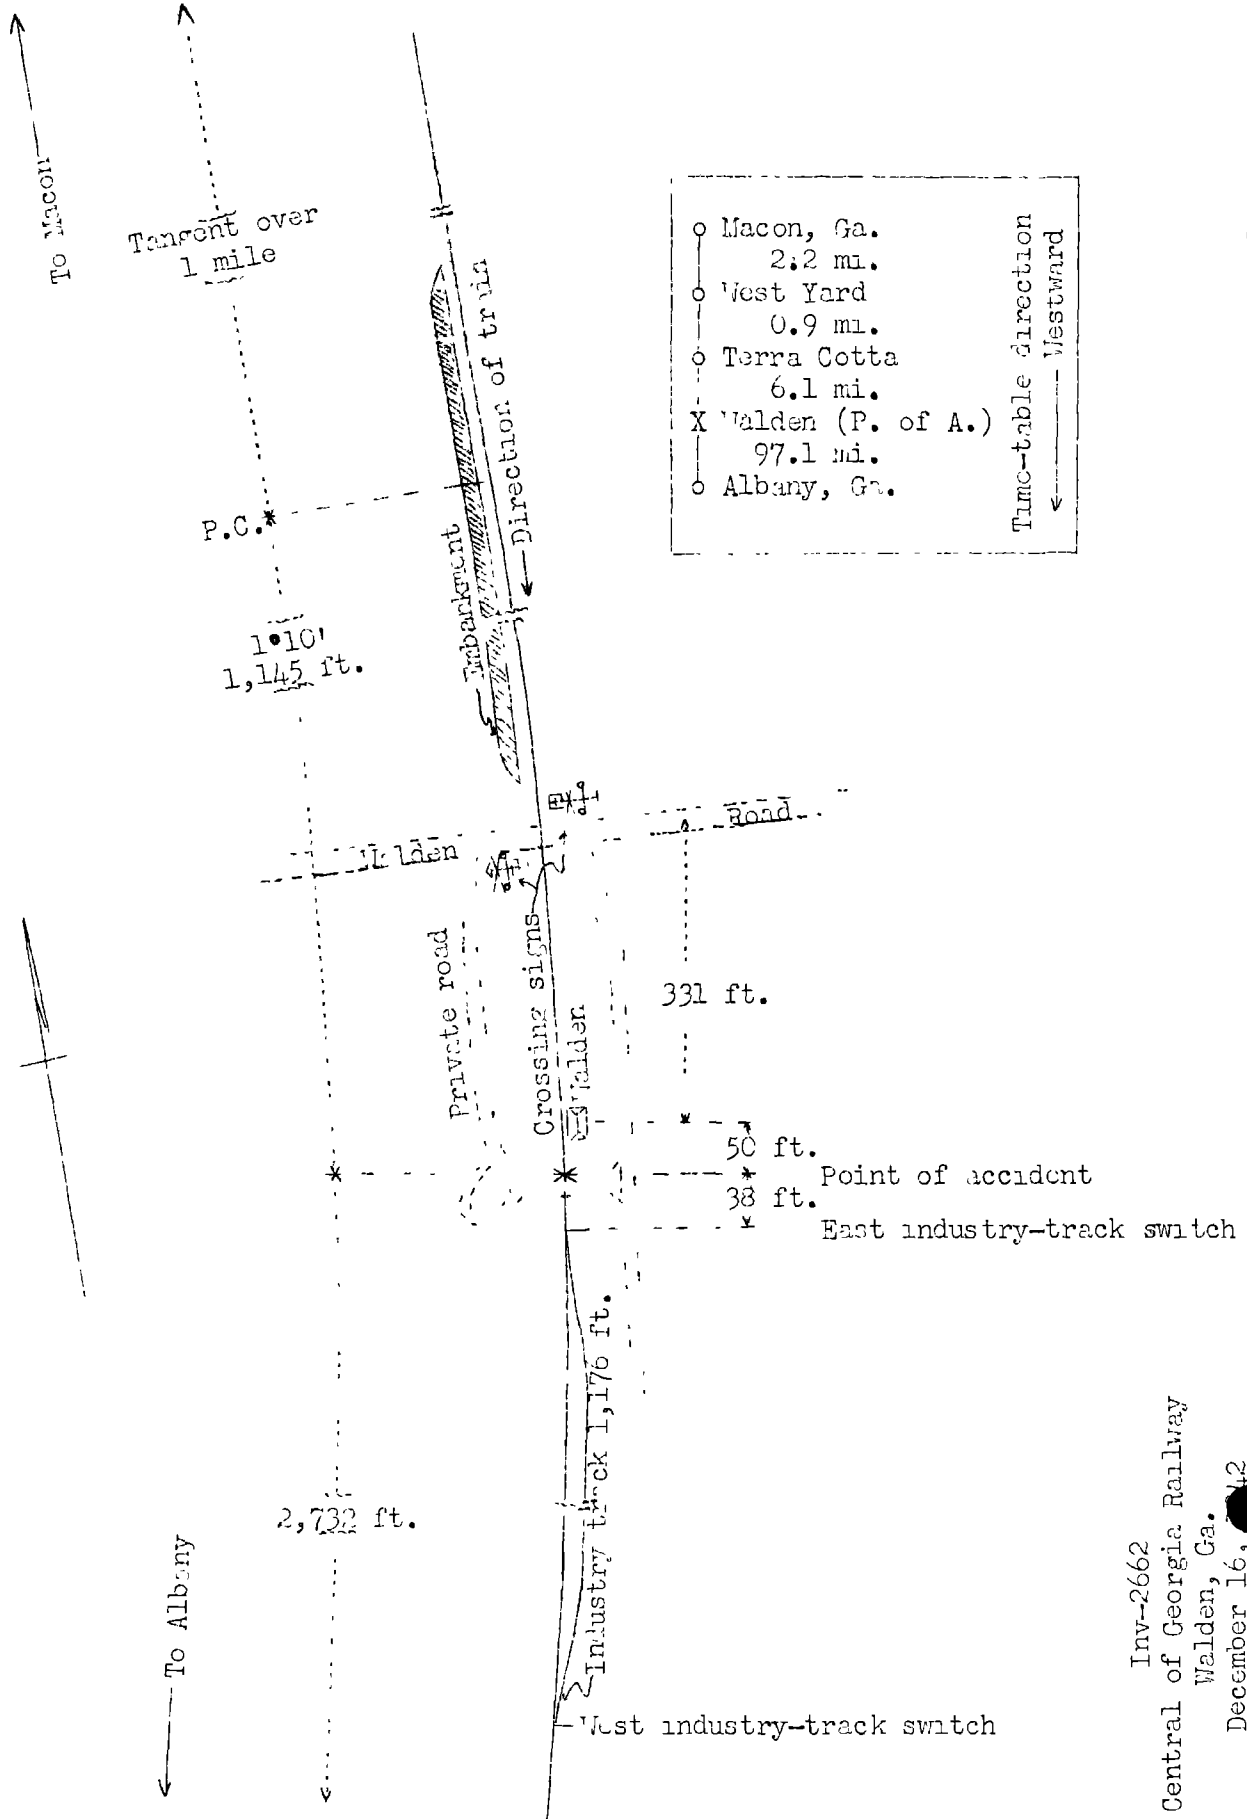 To Macon
Tangent over
1 mile
Macon, Ga.
2.2 mi.
West Yard
0.9 mi.
Terra Cotta
6.1 mi.
X Walden (P. of A.)
97.1 mi.
Albany, Ga.
Time-table direction
Westward
Direction of train
Embankment
P.C.
1°10'
1,145 ft.
Walden
Road
Private road
Crossing signs
Walden
331 ft.
50 ft.
Point of accident
38 ft.
East industry-track switch
Industry track 1,176 ft.
2,732 ft.
To Albany
West industry-track switch
Inv-2662
Central of Georgia Railway
Walden, Ga.
December 16,